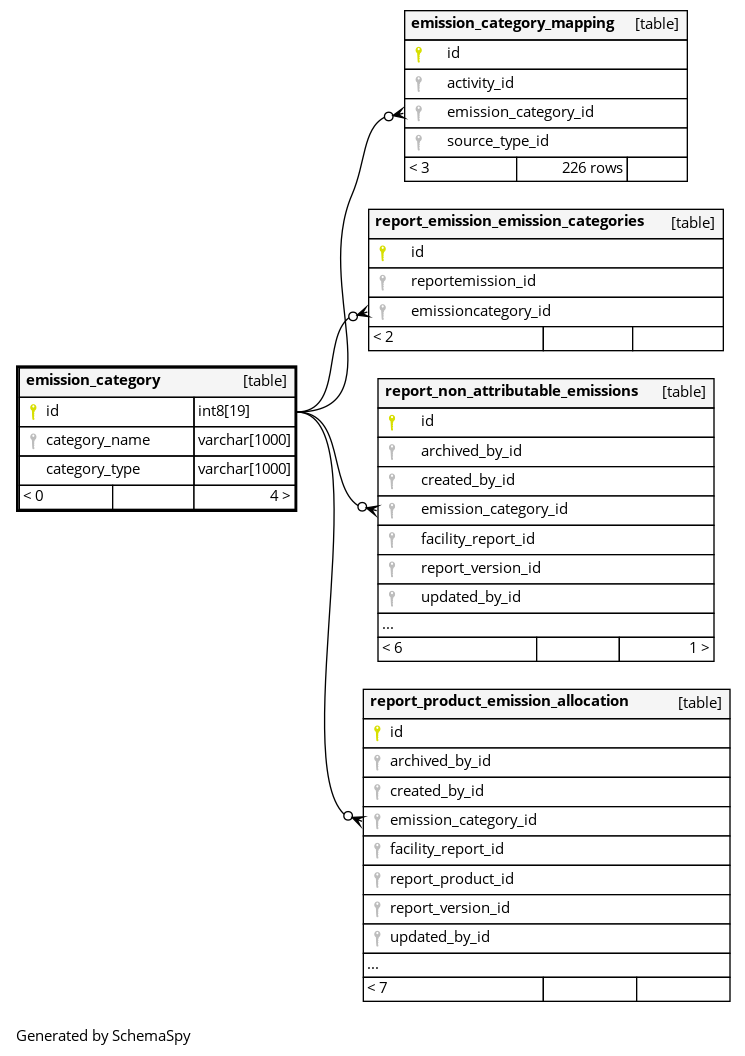 emission_category_mapping [table]
id
activity_id
emission_category_id
source_type_id
< 3 226 rows
report_emission_emission_categories [table]
id
reportemission_id
emissioncategory_id
< 2
emission_category [table]
id int8[19]
category_name varchar[1000]
category_type varchar[1000]
< 0 4 >
report_non_attributable_emissions [table]
id
archived_by_id
created_by_id
emission_category_id
facility_report_id
report_version_id
updated_by_id
...
< 6 1 >
report_product_emission_allocation [table]
id
archived_by_id
created_by_id
emission_category_id
facility_report_id
report_product_id
report_version_id
updated_by_id
...
< 7
Generated by SchemaSpy